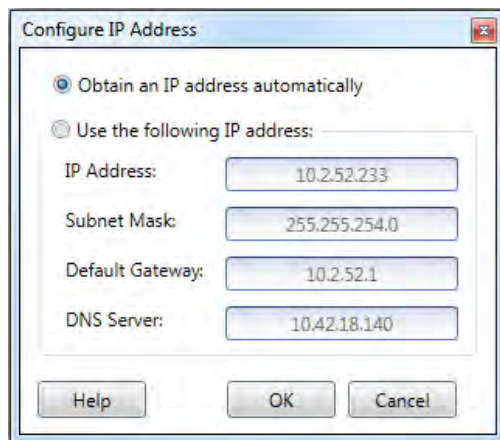 Configure IP Address
Obtain an IP address automatically
Use the following IP address:
IP Address: 10.2.52.233
Subnet Mask: 255.255.254.0
Default Gateway: 10.2.52.1
DNS Server: 10.42.18.140
Help OK Cancel